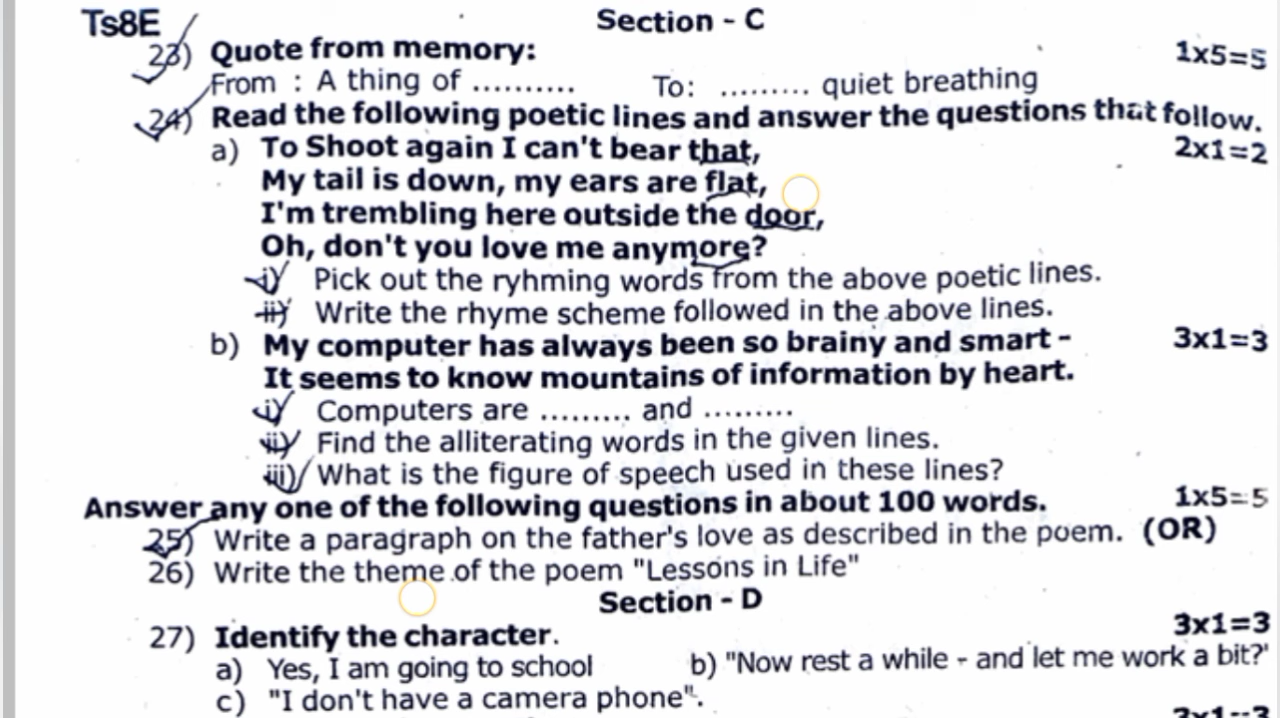 Ts8E Section - C
23) Quote from memory: 1x5=5
From : A thing of .......... To: ......... quiet breathing
24) Read the following poetic lines and answer the questions that follow.
a) To Shoot again I can't bear that, 2x1=2
My tail is down, my ears are flat,
I'm trembling here outside the door,
Oh, don't you love me anymore?
i) Pick out the ryhming words from the above poetic lines.
ii) Write the rhyme scheme followed in the above lines.
b) My computer has always been so brainy and smart - 3x1=3
It seems to know mountains of information by heart.
i) Computers are ......... and .........
ii) Find the alliterating words in the given lines.
iii) What is the figure of speech used in these lines?
Answer any one of the following questions in about 100 words. 1x5=5
25) Write a paragraph on the father's love as described in the poem. (OR)
26) Write the theme of the poem "Lessons in Life"
Section - D
27) Identify the character. 3x1=3
a) Yes, I am going to school b) "Now rest a while - and let me work a bit?'
c) "I don't have a camera phone".